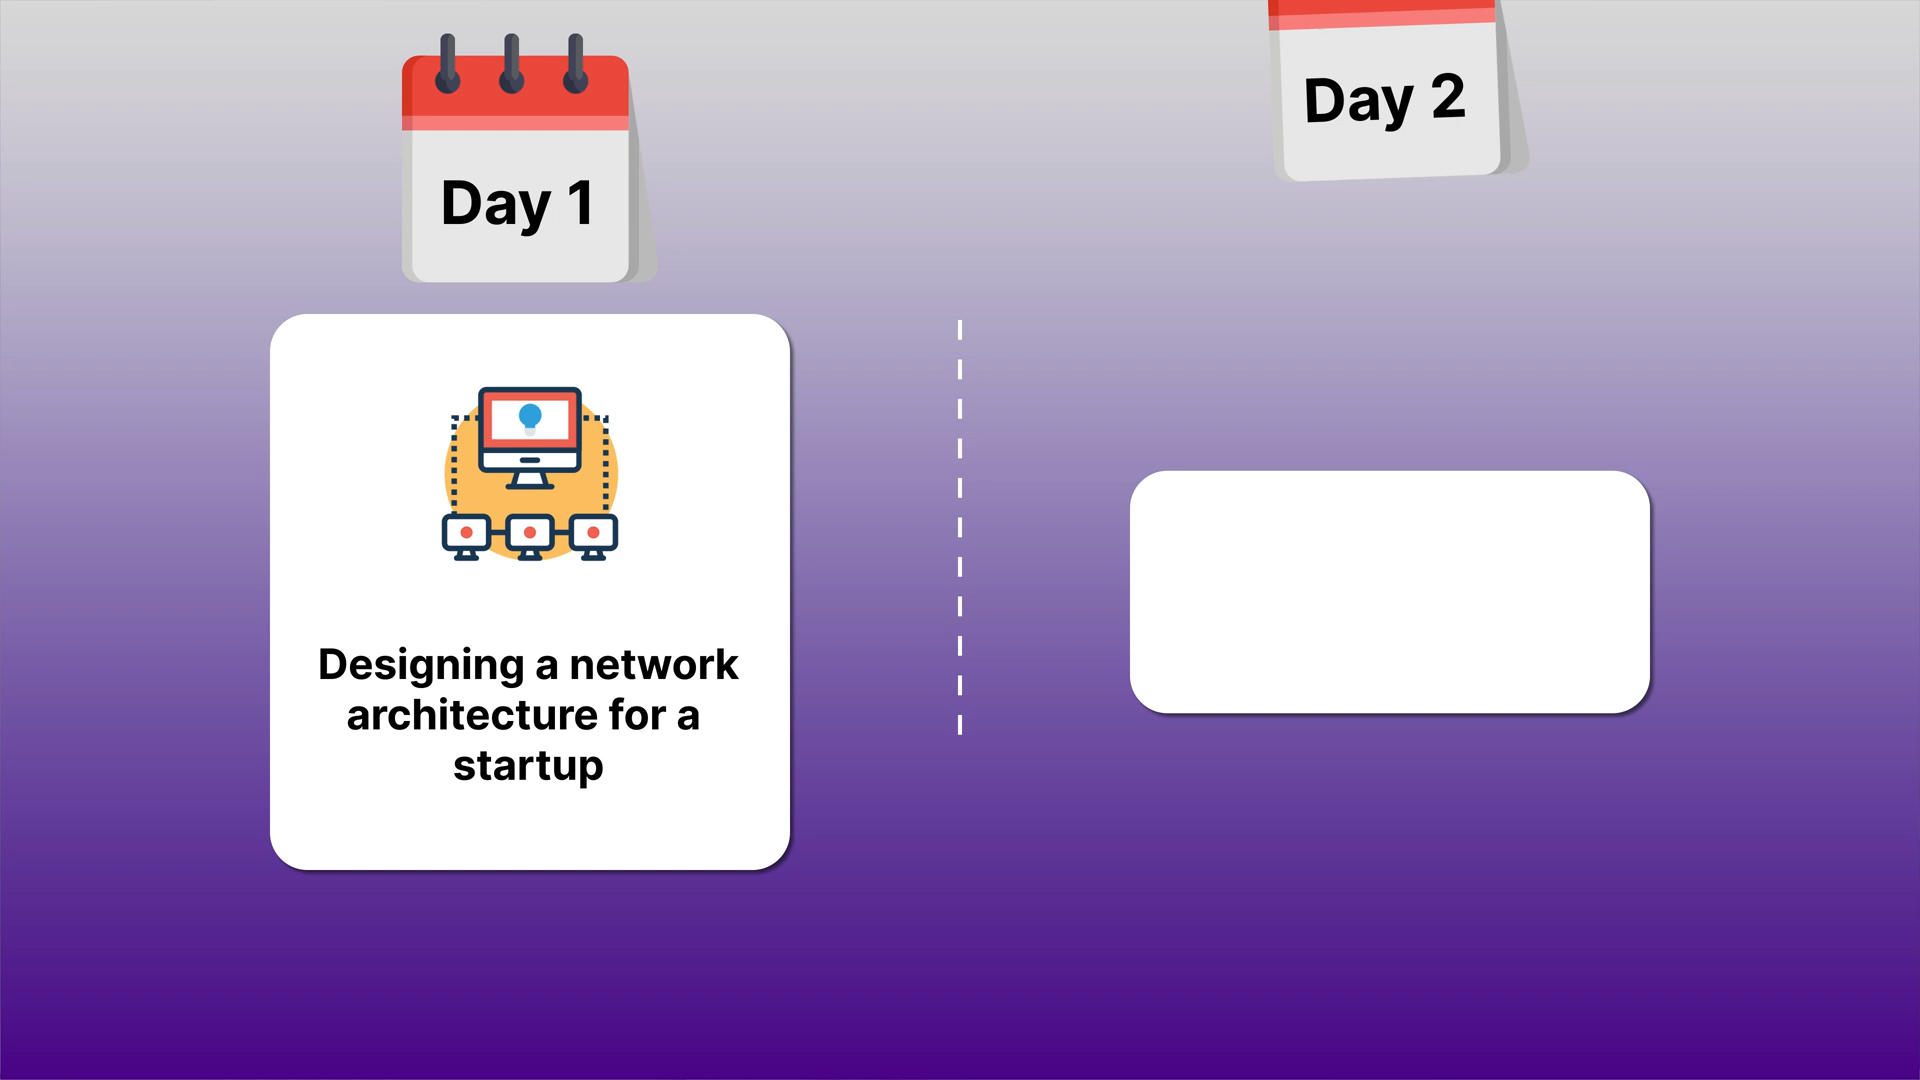 Day 1
Day 2
Designing a network
architecture for a
startup